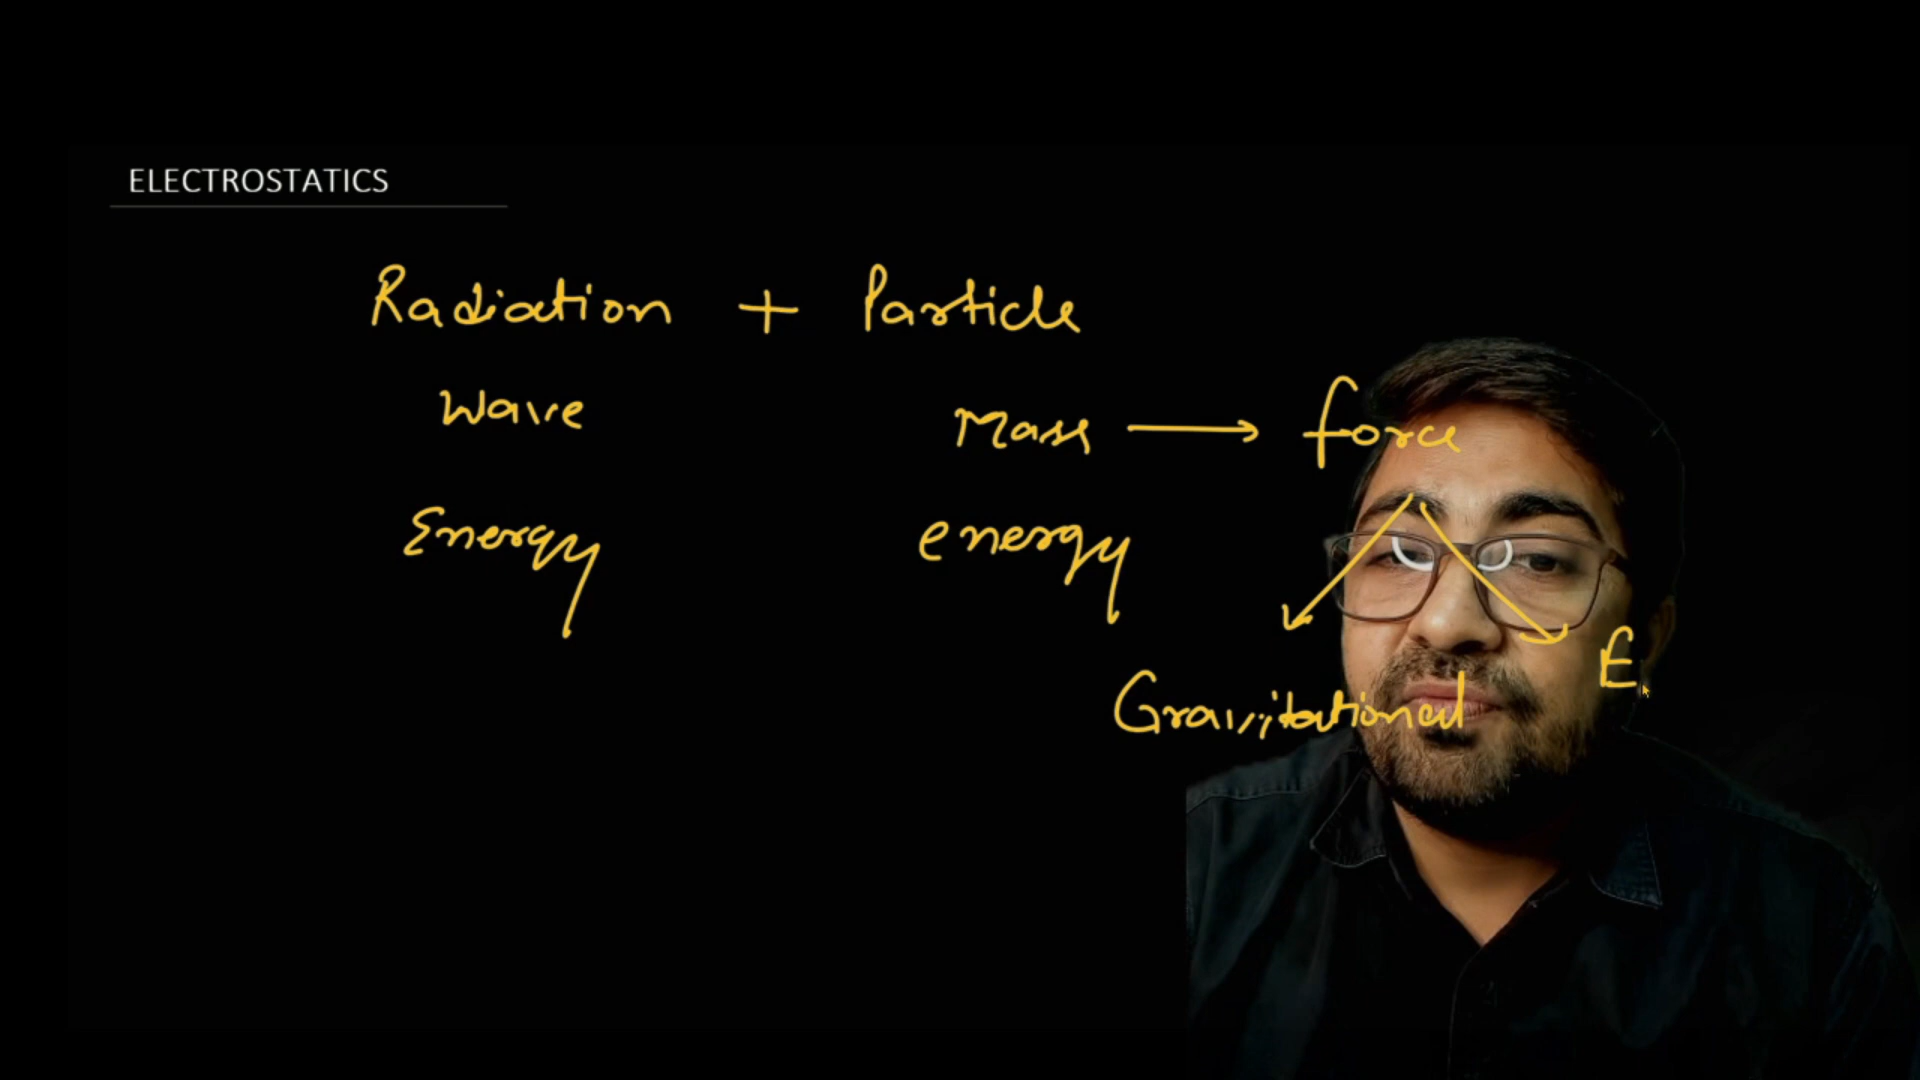 ELECTROSTATICS
Radiation + Particle
Wave
Mass → force
Energy energy
E
Gravitational